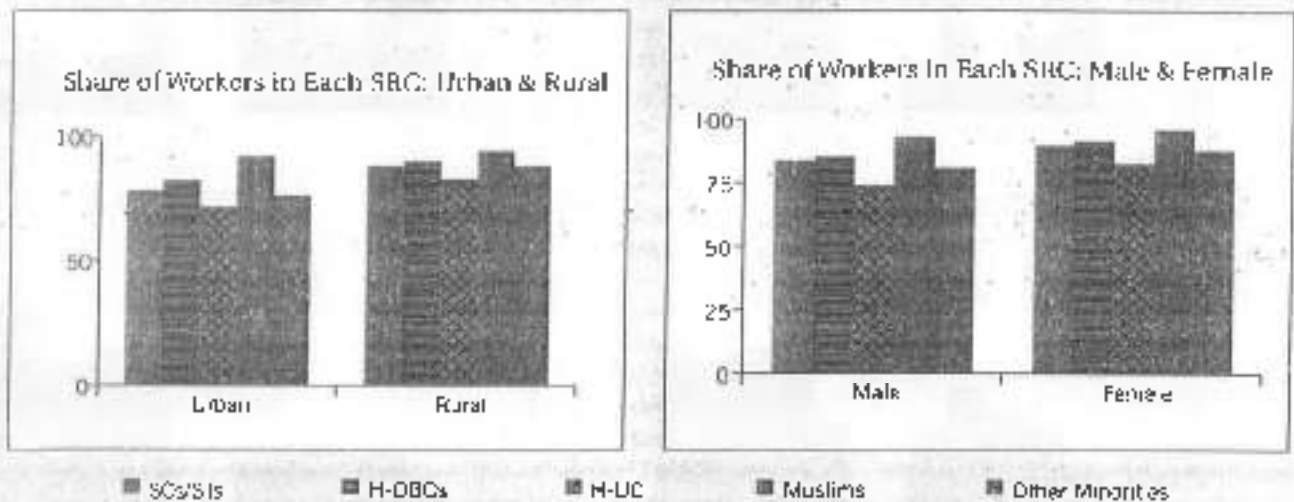 Share of Workers in Each SRC: Urban & Rural
100
50
0
Urban
Rural
Share of Workers in Each SRC: Male & Female
100
75
50
25
0
Male
Female
SCs/STs
H-OBCs
H-UC
Muslims
Other Minorities